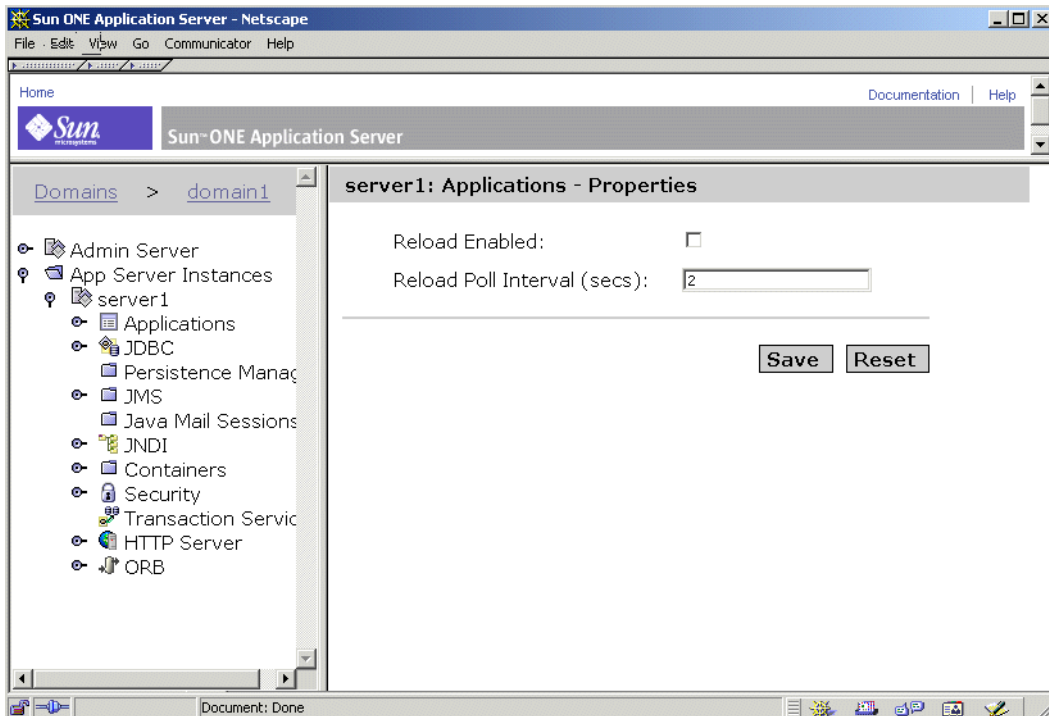 Sun ONE Application Server - Netscape
File Edit View Go Communicator Help
Home
Documentation | Help
Sun
microsystems
Sun™ ONE Application Server
Domains > domain1
Admin Server
App Server Instances
server1
Applications
JDBC
Persistence Manag
JMS
Java Mail Sessions
JNDI
Containers
Security
Transaction Servic
HTTP Server
ORB
server1: Applications - Properties
Reload Enabled:
Reload Poll Interval (secs): 2
Save Reset
Document: Done